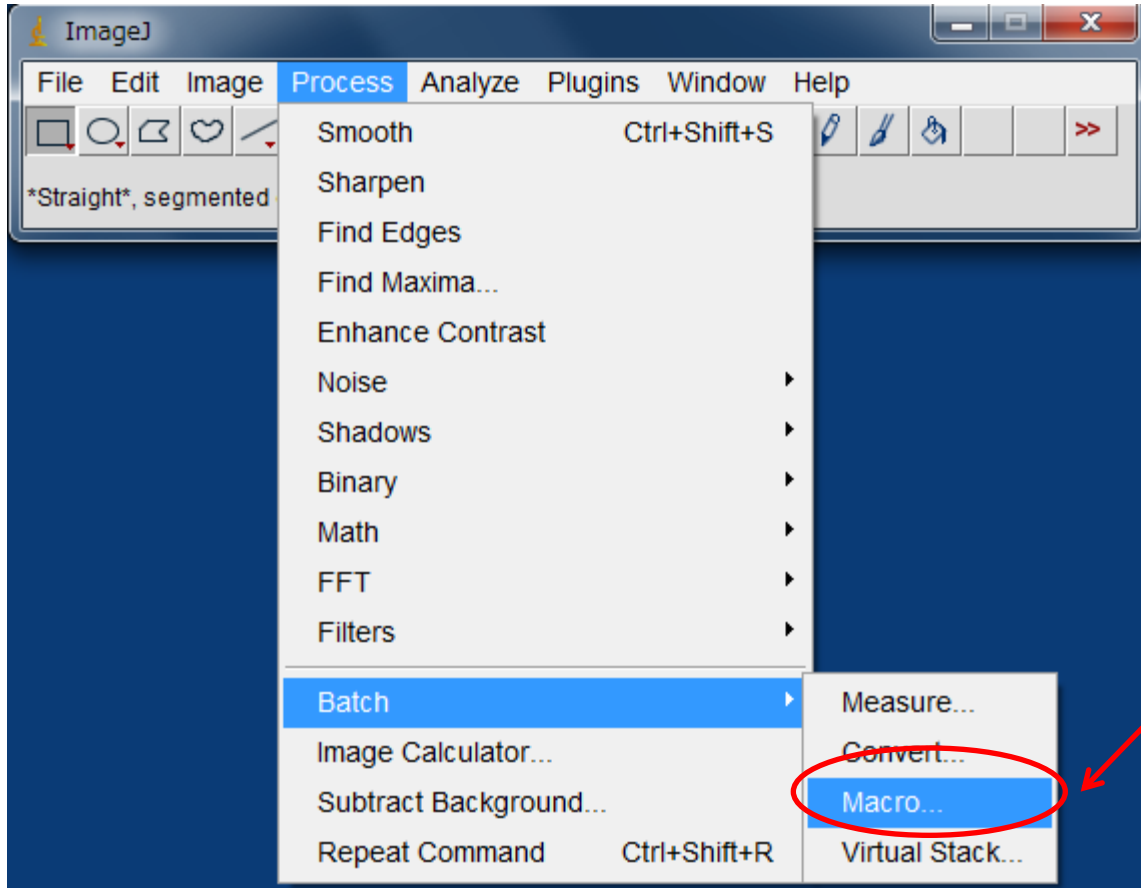 ImageJ
File Edit Image Process Analyze Plugins Window Help
>>
*Straight*, segmented
Smooth Ctrl+Shift+S
Sharpen
Find Edges
Find Maxima...
Enhance Contrast
Noise
Shadows
Binary
Math
FFT
Filters
Batch
Image Calculator...
Subtract Background...
Repeat Command Ctrl+Shift+R
Measure...
Convert...
Macro...
Virtual Stack...